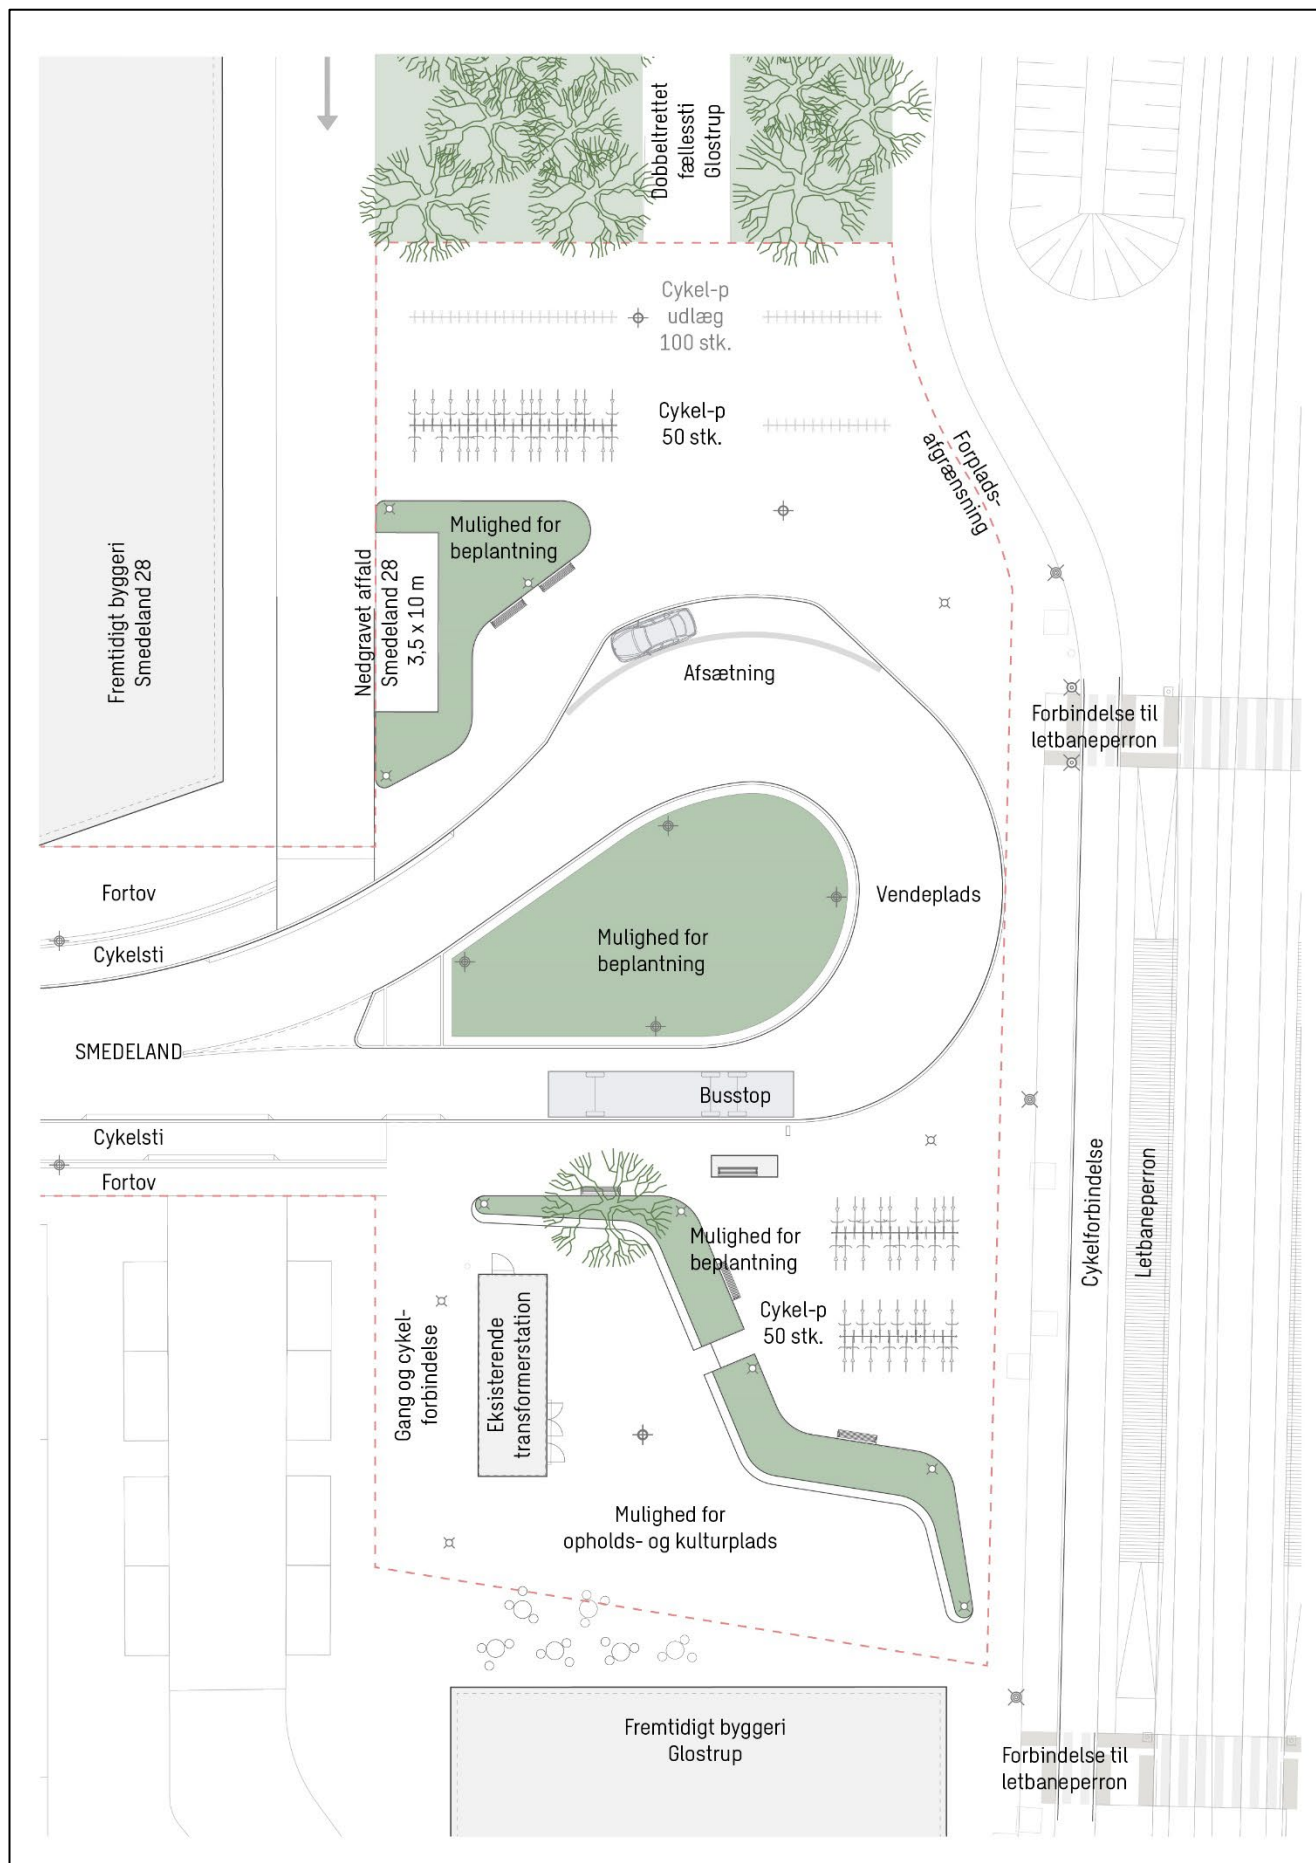 Dobbeltrettet
fællessti
Glostrup
Cykel-p
udlæg
100 stk.
Cykel-p
50 stk.
Forplads-
afgrænsning
Mulighed for
beplantning
Fremtidigt byggeri
Smedeland 28
Nedgravet affald
Smedeland 28
3,5 x 10 m
Afsætning
Forbindelse til
letbaneperron
Fortov
Vendeplads
Cykelsti
Mulighed for
beplantning
SMEDELAND
Busstop
Cykelsti
Fortov
Cykelforbindelse
Letbaneperron
Mulighed for
beplantning
Cykel-p
50 stk.
Gang og cykel-
forbindelse
Eksisterende
transformerstation
Mulighed for
opholds- og kulturplads
Fremtidigt byggeri
Glostrup
Forbindelse til
letbaneperron